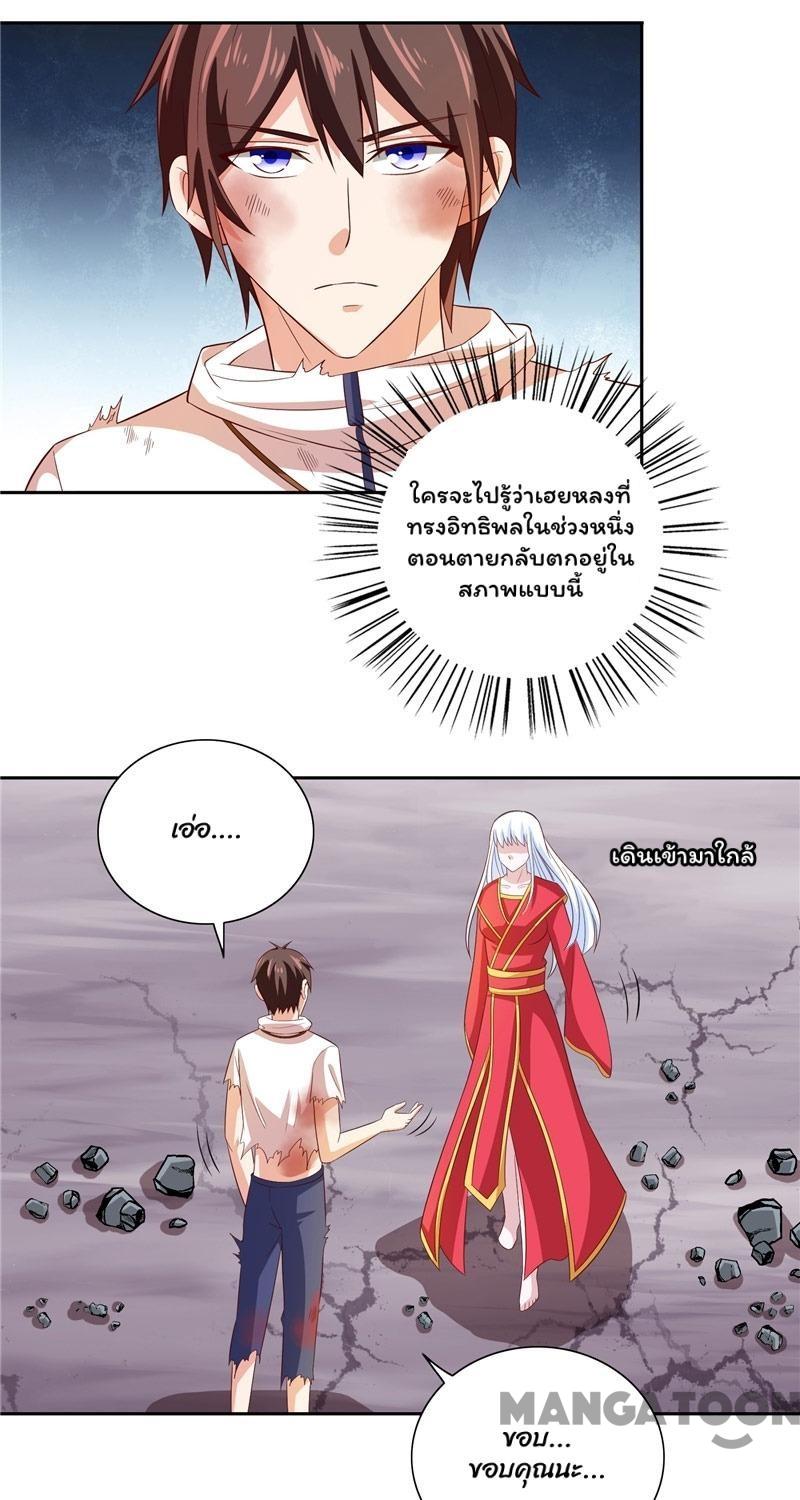 ใครจะไปรู้ว่าเฮยหลงที่
ทรงอิทธิพลในช่วงหนึ่ง
ตอนตายกลับตกอยู่ใน
สภาพแบบนี้
เอ่อ....
เดินเข้ามาใกล้
MANGATOON
ขอบ...
ขอบคุณนะ...